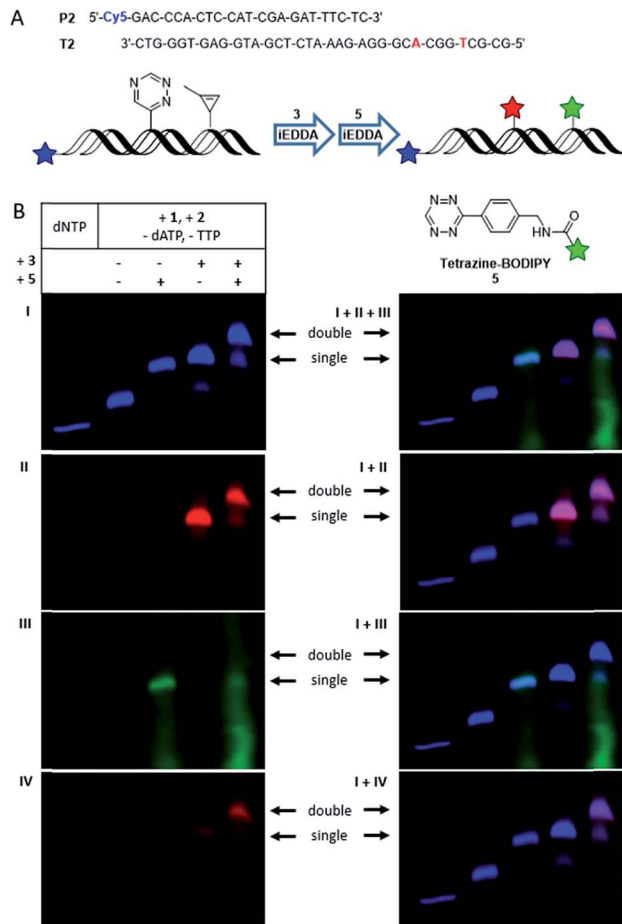 A
P2 5'-Cy5-GAC-CCA-CTC-CAT-CGA-GAT-TTC-TC-3'
T2 3'-CTG-GGT-GAG-GTA-GCT-CTA-AAG-AGG-GCA-CGG-TCG-CG-5'
N N N
3 5
iEDDA iEDDA
B
dNTP + 1, + 2
- dATP, - TTP
+ 3 - - + +
+ 5 - + - +
N N N N NH O
Tetrazine-BODIPY
5
I I + II + III
double
single
II I + II
double
single
III I + III
double
single
IV I + IV
double
single